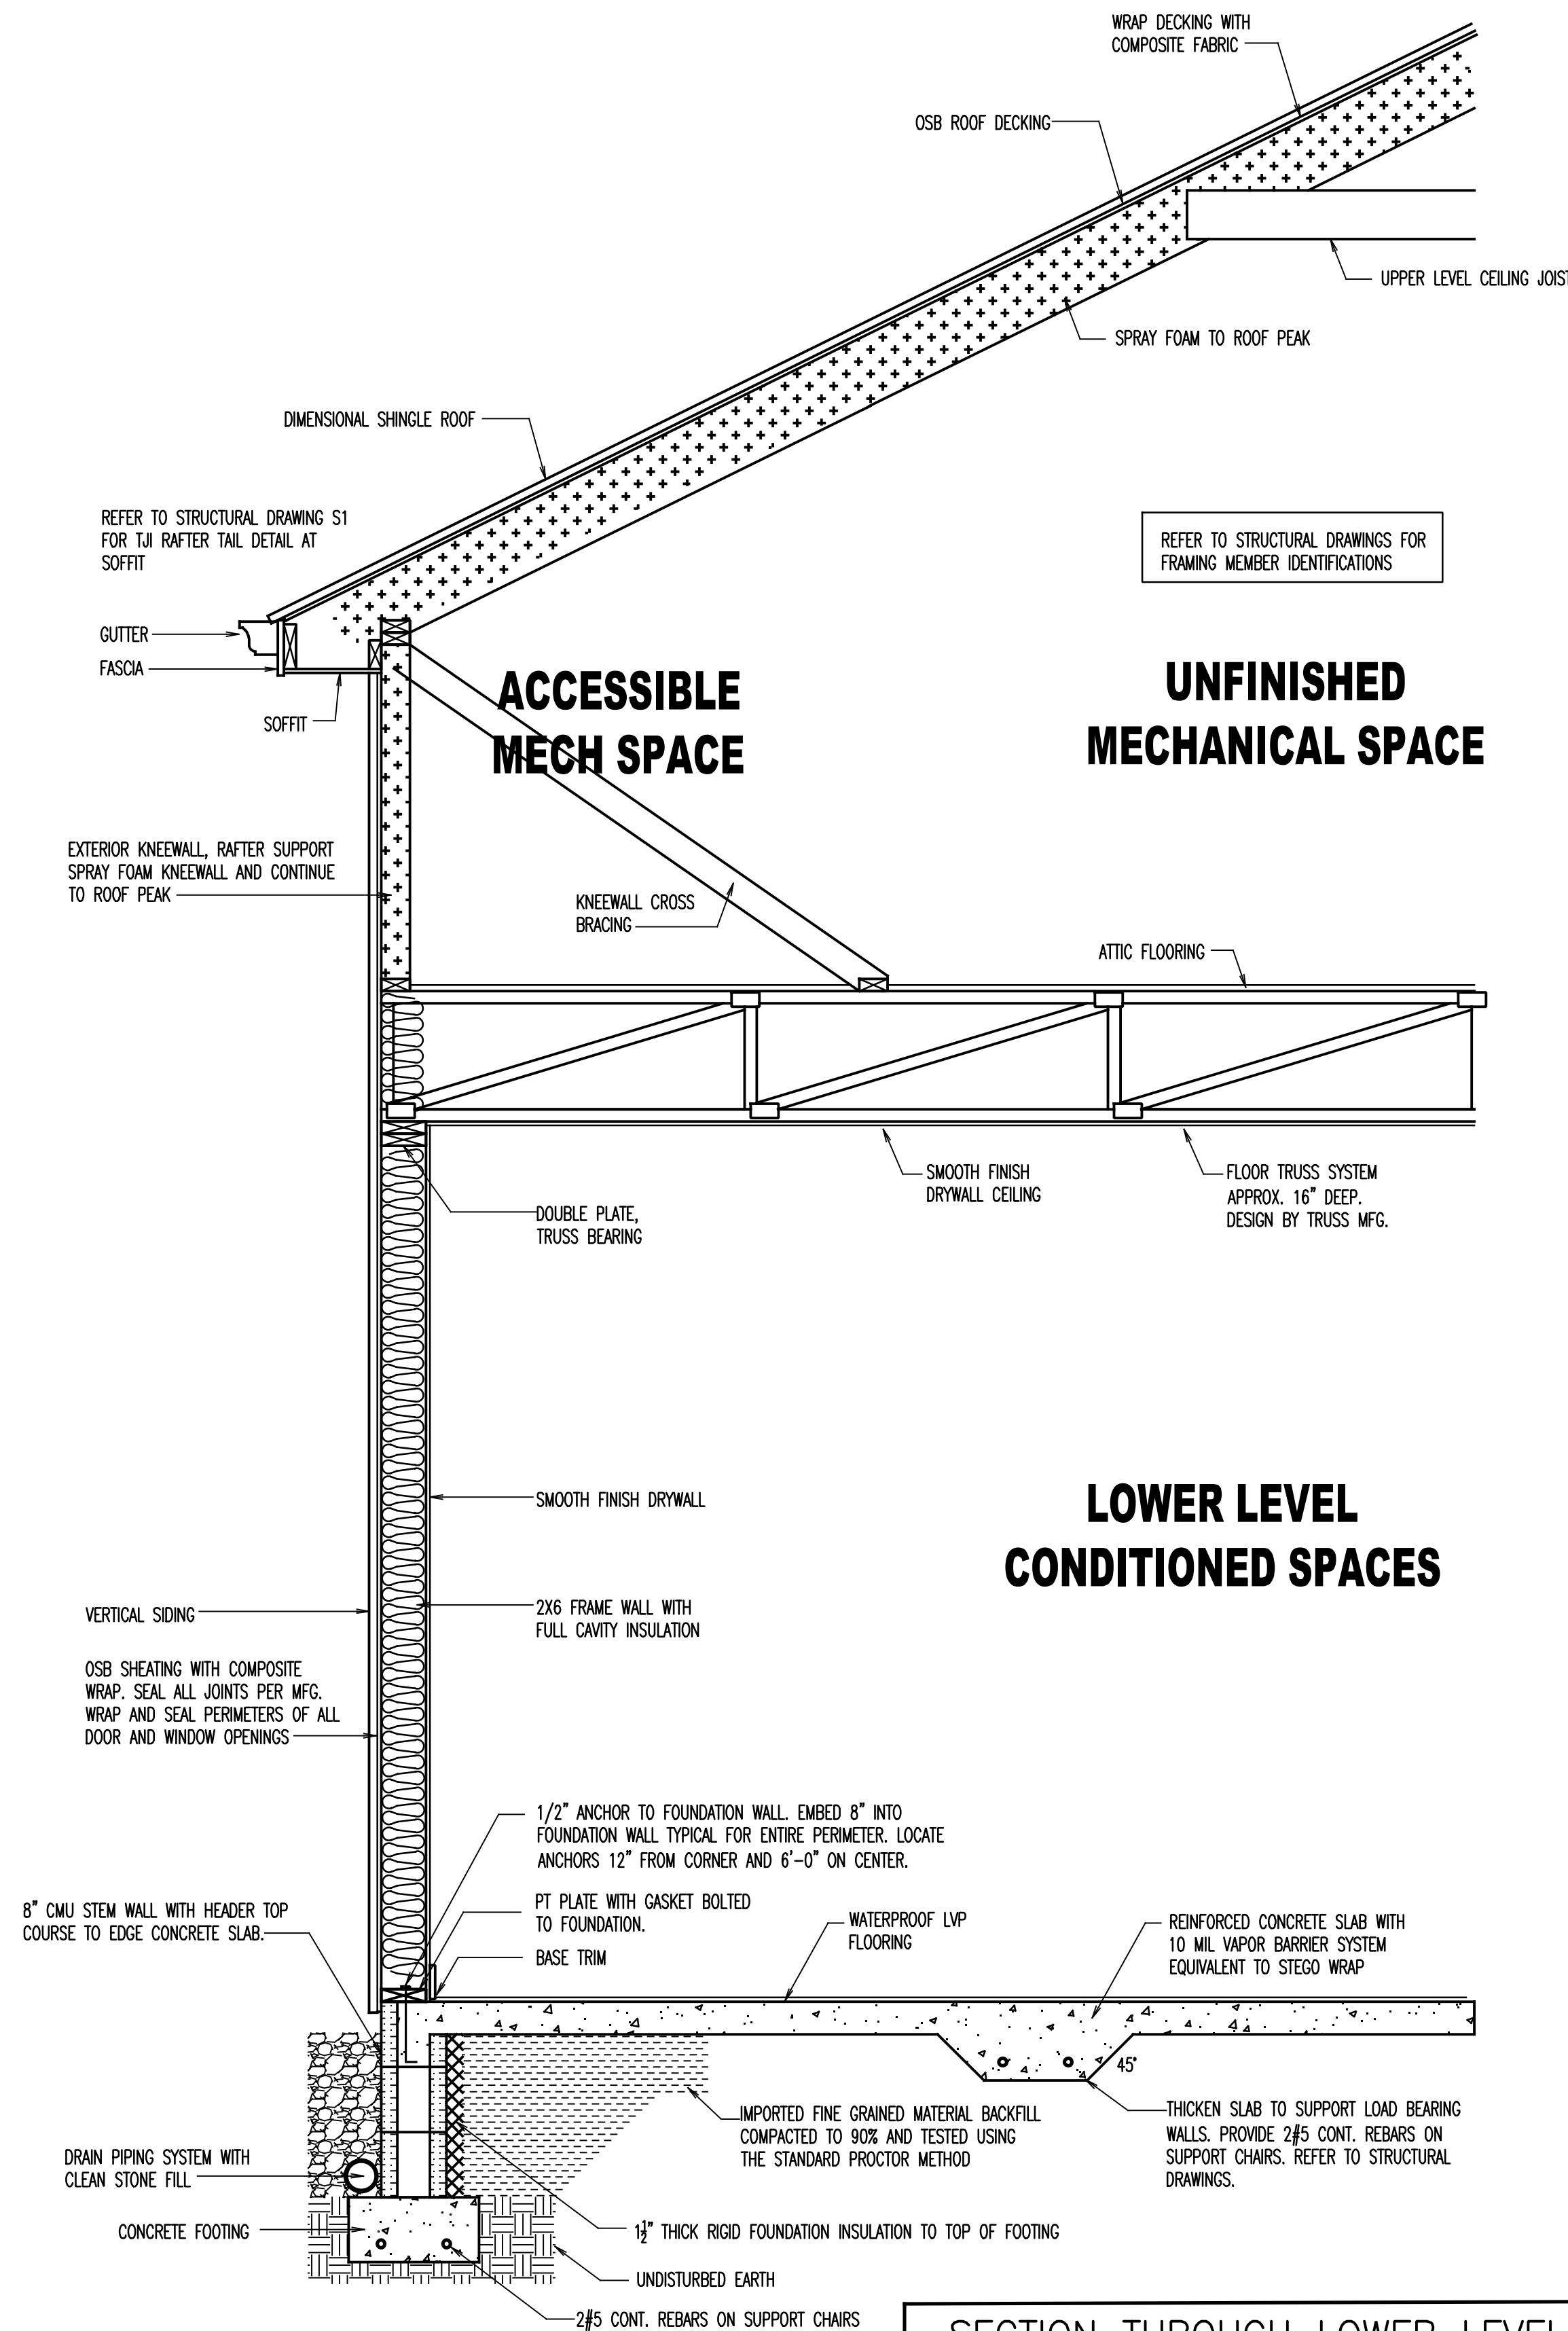 WRAP DECKING WITH
COMPOSITE FABRIC
OSB ROOF DECKING
UPPER LEVEL CEILING JOIST
SPRAY FOAM TO ROOF PEAK
DIMENSIONAL SHINGLE ROOF
REFER TO STRUCTURAL DRAWING S1
FOR TJI RAFTER TAIL DETAIL AT
SOFFIT
REFER TO STRUCTURAL DRAWINGS FOR
FRAMING MEMBER IDENTIFICATIONS
GUTTER
FASCIA
SOFFIT
ACCESSIBLE
MECH SPACE
UNFINISHED
MECHANICAL SPACE
EXTERIOR KNEEWALL, RAFTER SUPPORT
SPRAY FOAM KNEEWALL AND CONTINUE
TO ROOF PEAK
KNEEWALL CROSS
BRACING
ATTIC FLOORING
SMOOTH FINISH
DRYWALL CEILING
FLOOR TRUSS SYSTEM
APPROX. 16" DEEP.
DESIGN BY TRUSS MFG.
DOUBLE PLATE,
TRUSS BEARING
SMOOTH FINISH DRYWALL
LOWER LEVEL
CONDITIONED SPACES
VERTICAL SIDING
2X6 FRAME WALL WITH
FULL CAVITY INSULATION
OSB SHEATING WITH COMPOSITE
WRAP. SEAL ALL JOINTS PER MFG.
WRAP AND SEAL PERIMETERS OF ALL
DOOR AND WINDOW OPENINGS
1/2" ANCHOR TO FOUNDATION WALL. EMBED 8" INTO
FOUNDATION WALL TYPICAL FOR ENTIRE PERIMETER. LOCATE
ANCHORS 12" FROM CORNER AND 6'-0" ON CENTER.
8" CMU STEM WALL WITH HEADER TOP
COURSE TO EDGE CONCRETE SLAB.
PT PLATE WITH GASKET BOLTED
TO FOUNDATION.
BASE TRIM
WATERPROOF LVP
FLOORING
REINFORCED CONCRETE SLAB WITH
10 MIL VAPOR BARRIER SYSTEM
EQUIVALENT TO STEGO WRAP
45°
IMPORTED FINE GRAINED MATERIAL BACKFILL
COMPACTED TO 90% AND TESTED USING
THE STANDARD PROCTOR METHOD
THICKEN SLAB TO SUPPORT LOAD BEARING
WALLS. PROVIDE 2#5 CONT. REBARS ON
SUPPORT CHAIRS. REFER TO STRUCTURAL
DRAWINGS.
DRAIN PIPING SYSTEM WITH
CLEAN STONE FILL
CONCRETE FOOTING
1½" THICK RIGID FOUNDATION INSULATION TO TOP OF FOOTING
UNDISTURBED EARTH
2#5 CONT. REBARS ON SUPPORT CHAIRS
SECTION THROUGH LOWER LEVEL